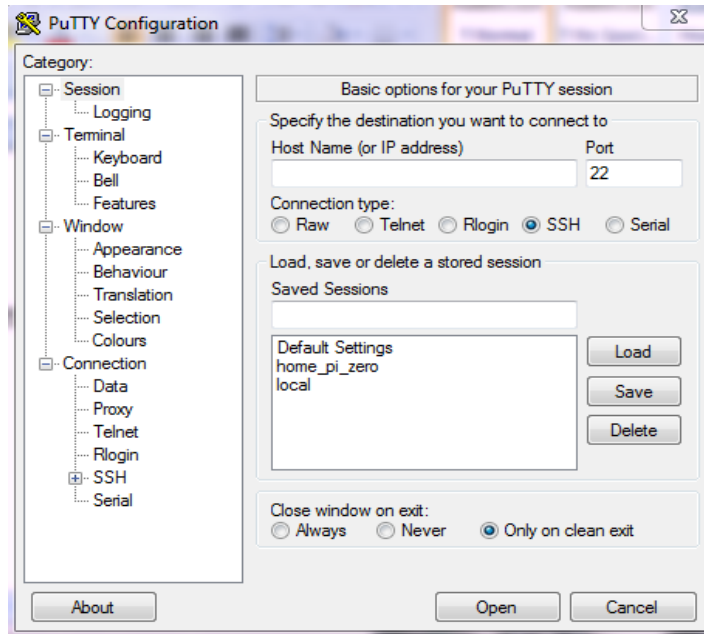 PuTTY Configuration
Category:
Session
Logging
Terminal
Keyboard
Bell
Features
Window
Appearance
Behaviour
Translation
Selection
Colours
Connection
Data
Proxy
Telnet
Rlogin
SSH
Serial
Basic options for your PuTTY session
Specify the destination you want to connect to
Host Name (or IP address) Port
22
Connection type:
Raw Telnet Rlogin SSH Serial
Load, save or delete a stored session
Saved Sessions
Default Settings
home_pi_zero
local
Load
Save
Delete
Close window on exit:
Always Never Only on clean exit
About Open Cancel